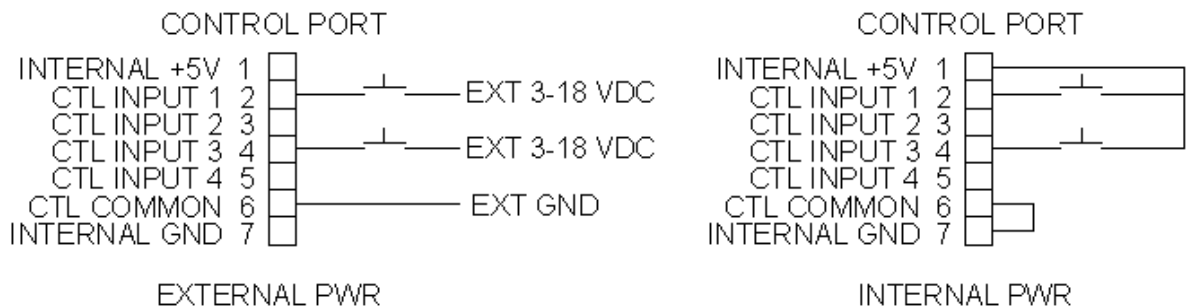 CONTROL PORT
INTERNAL +5V 1
CTL INPUT 1 2 EXT 3-18 VDC
CTL INPUT 2 3
CTL INPUT 3 4 EXT 3-18 VDC
CTL INPUT 4 5
CTL COMMON 6 EXT GND
INTERNAL GND 7
EXTERNAL PWR
CONTROL PORT
INTERNAL +5V 1
CTL INPUT 1 2
CTL INPUT 2 3
CTL INPUT 3 4
CTL INPUT 4 5
CTL COMMON 6
INTERNAL GND 7
INTERNAL PWR